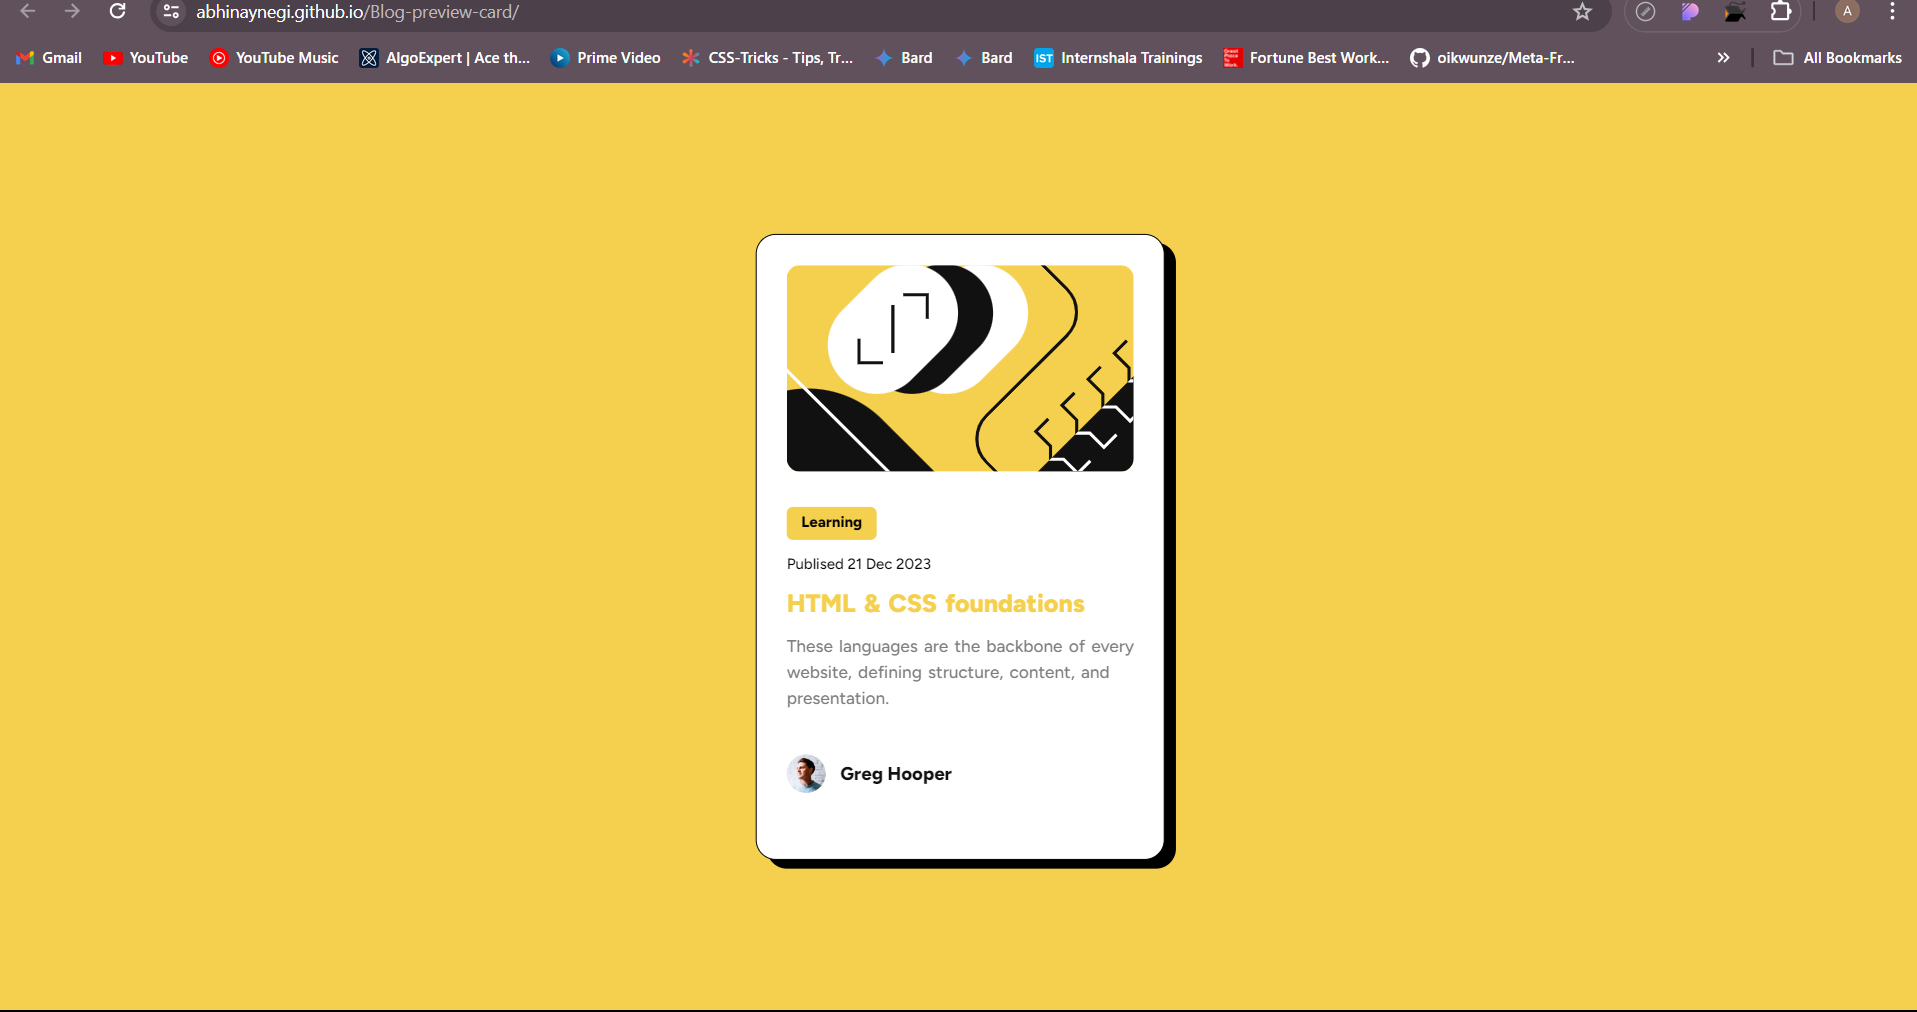 abhinaynegi.github.io/Blog-preview-card/
A
Gmail YouTube YouTube Music AlgoExpert | Ace th... Prime Video CSS-Tricks - Tips, Tr... Bard Bard IST Internshala Trainings Fortune Best Work... oikwunze/Meta-Fr... All Bookmarks
Learning
Publised 21 Dec 2023
HTML & CSS foundations
These languages are the backbone of every
website, defining structure, content, and
presentation.
Greg Hooper